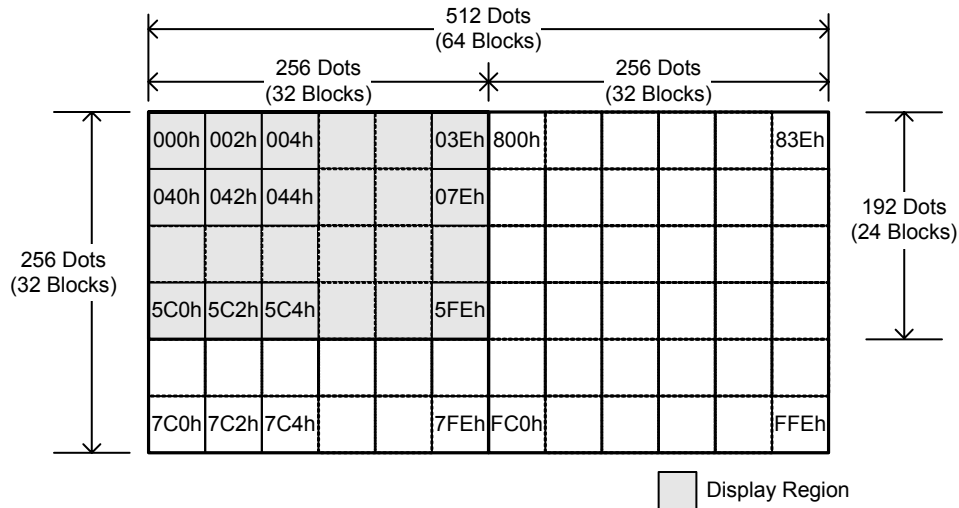 512 Dots
(64 Blocks)
256 Dots
(32 Blocks)
256 Dots
(32 Blocks)
000h 002h 004h 03Eh 800h 83Eh
040h 042h 044h 07Eh
192 Dots
(24 Blocks)
256 Dots
(32 Blocks)
5C0h 5C2h 5C4h 5FEh
7C0h 7C2h 7C4h 7FEh FC0h FFEh
Display Region